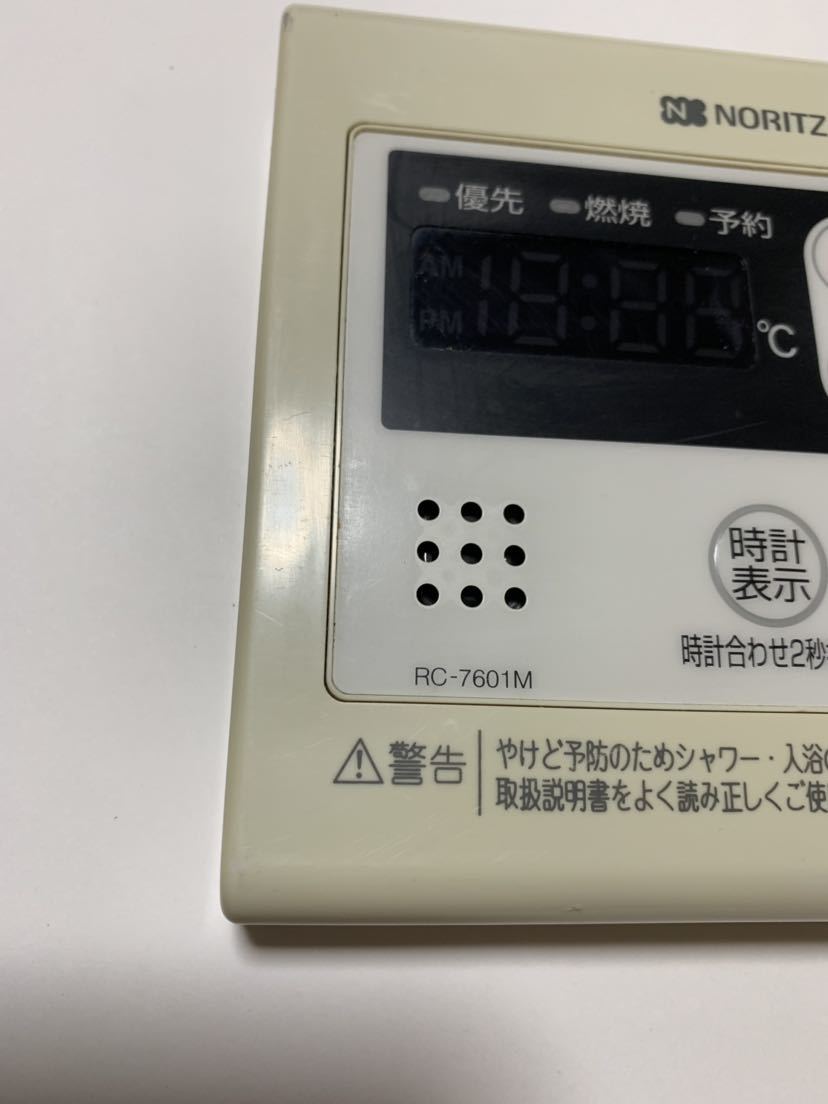 NORITZ
優先 燃焼 予約
AM
PM
℃
時計
表示
時計合わせ2秒
RC-7601M
警告
やけど予防のためシャワー・入浴の
取扱説明書をよく読み正しくご使